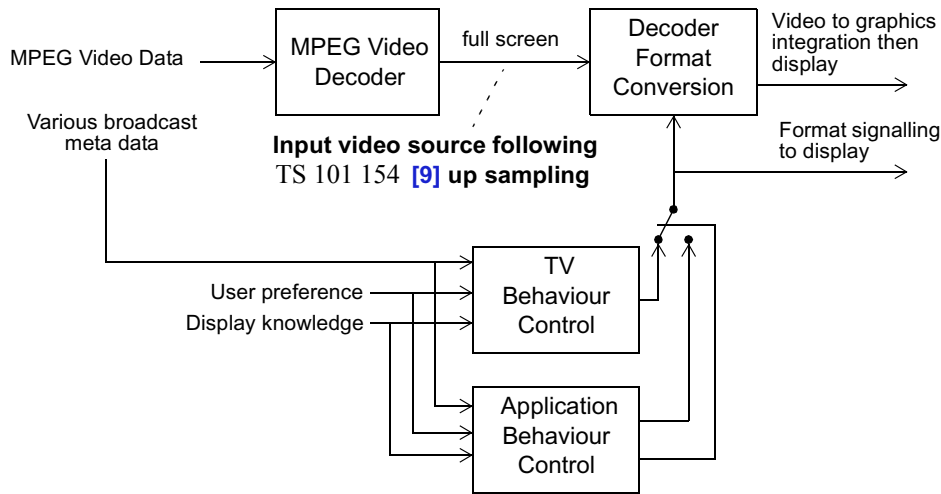 MPEG Video Data
MPEG Video
Decoder
full screen
Decoder
Format
Conversion
Video to graphics
integration then
display
Various broadcast
meta data
Input video source following
TS 101 154 [9] up sampling
Format signalling
to display
TV
Behaviour
Control
User preference
Display knowledge
Application
Behaviour
Control